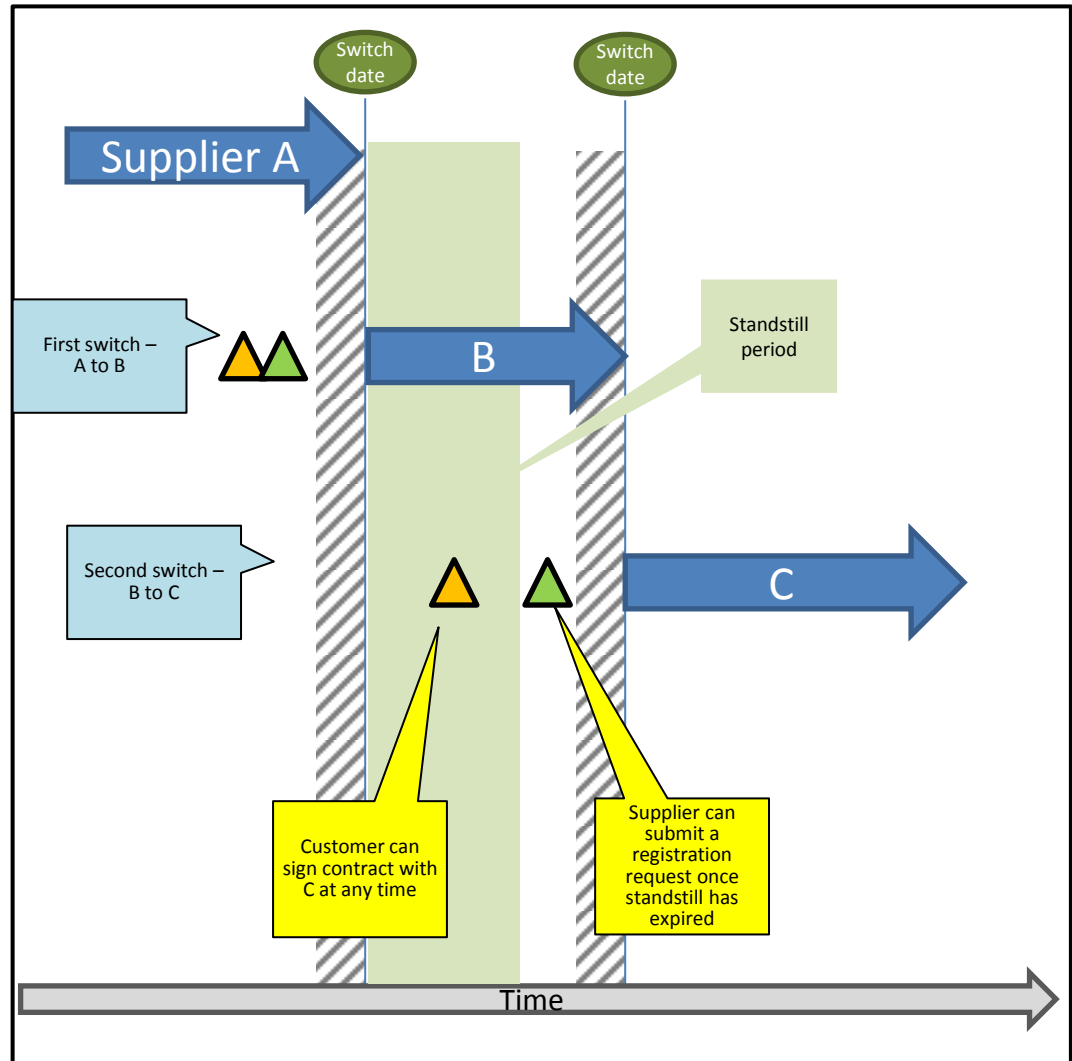 Switch
date
Switch
date
Supplier A
First switch –
A to B
B
Standstill
period
Second switch –
B to C
C
Customer can
sign contract with
C at any time
Supplier can
submit a
registration
request once
standstill has
expired
Time